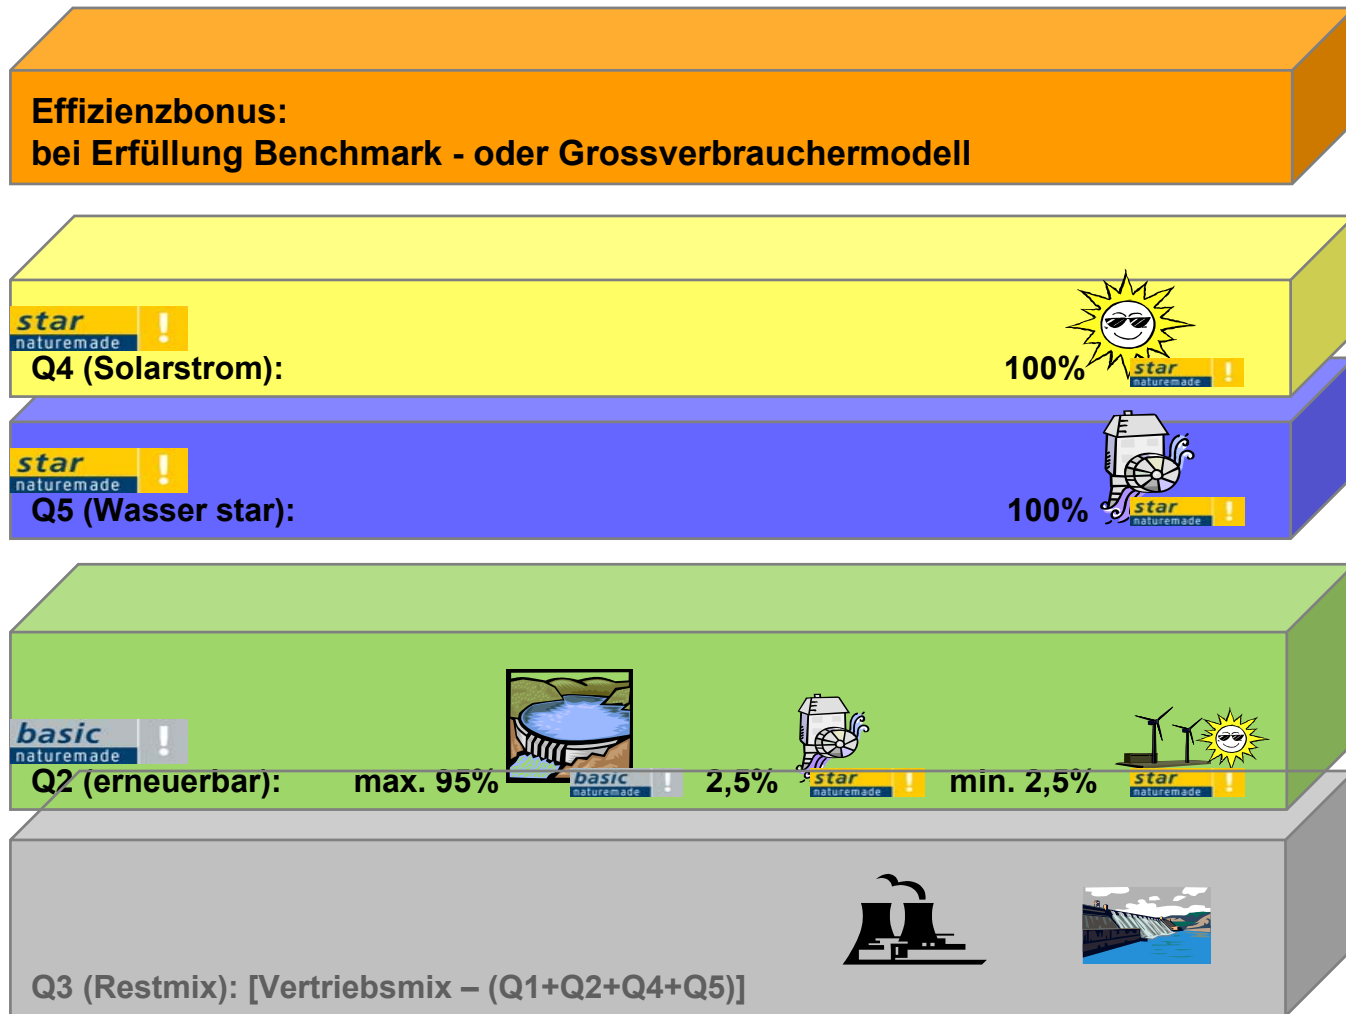 Effizienzbonus:
bei Erfüllung Benchmark - oder Grossverbrauchermodell
star !
naturemade
Q4 (Solarstrom): 100% star !
naturemade
star !
naturemade
Q5 (Wasser star): 100% star !
naturemade
basic !
naturemade
Q2 (erneuerbar): max. 95% basic ! 2,5% star ! min. 2,5% star !
naturemade naturemade naturemade
Q3 (Restmix): [Vertriebsmix – (Q1+Q2+Q4+Q5)]